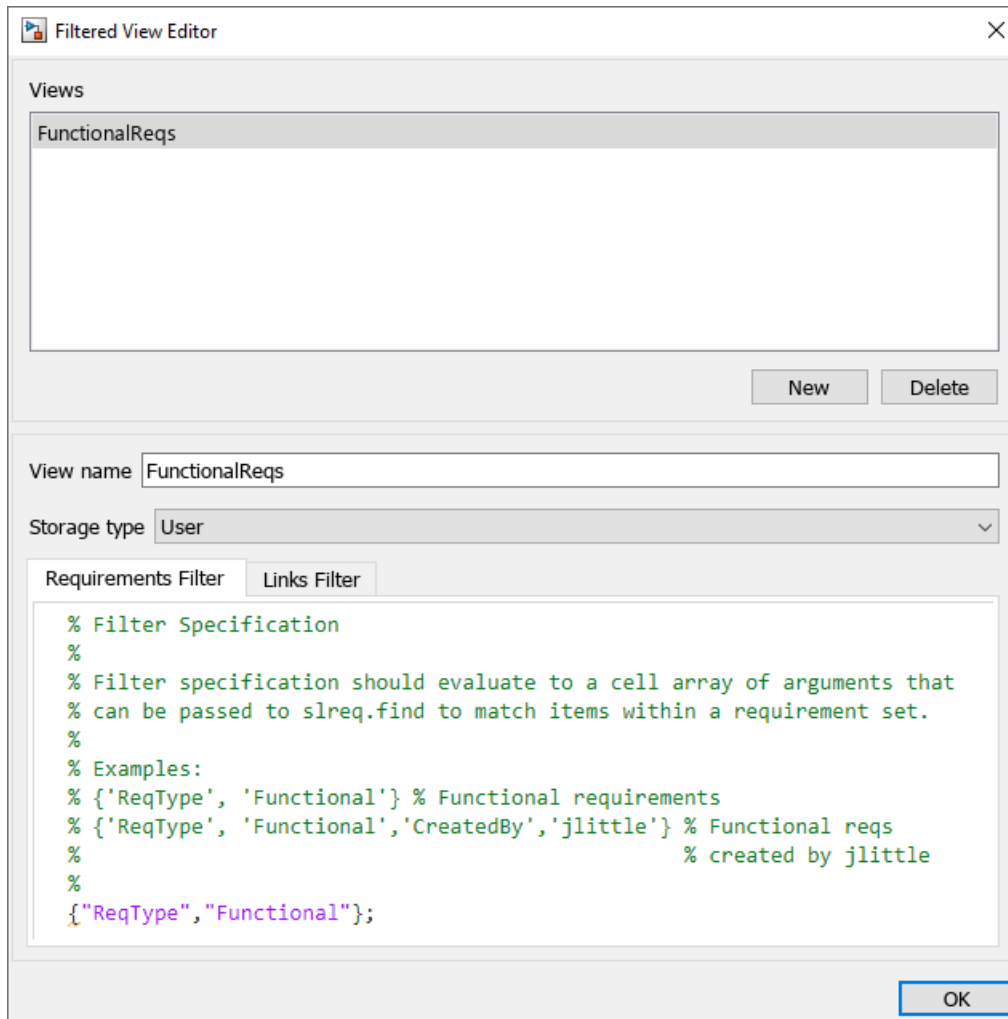 Filtered View Editor
Views
FunctionalReqs
New Delete
View name FunctionalReqs
Storage type User
Requirements Filter Links Filter
% Filter Specification
%
% Filter specification should evaluate to a cell array of arguments that
% can be passed to slreq.find to match items within a requirement set.
%
% Examples:
% {'ReqType', 'Functional'} % Functional requirements
% {'ReqType', 'Functional','CreatedBy','jlittle'} % Functional reqs
% % created by jlittle
%
{"ReqType","Functional"};
OK